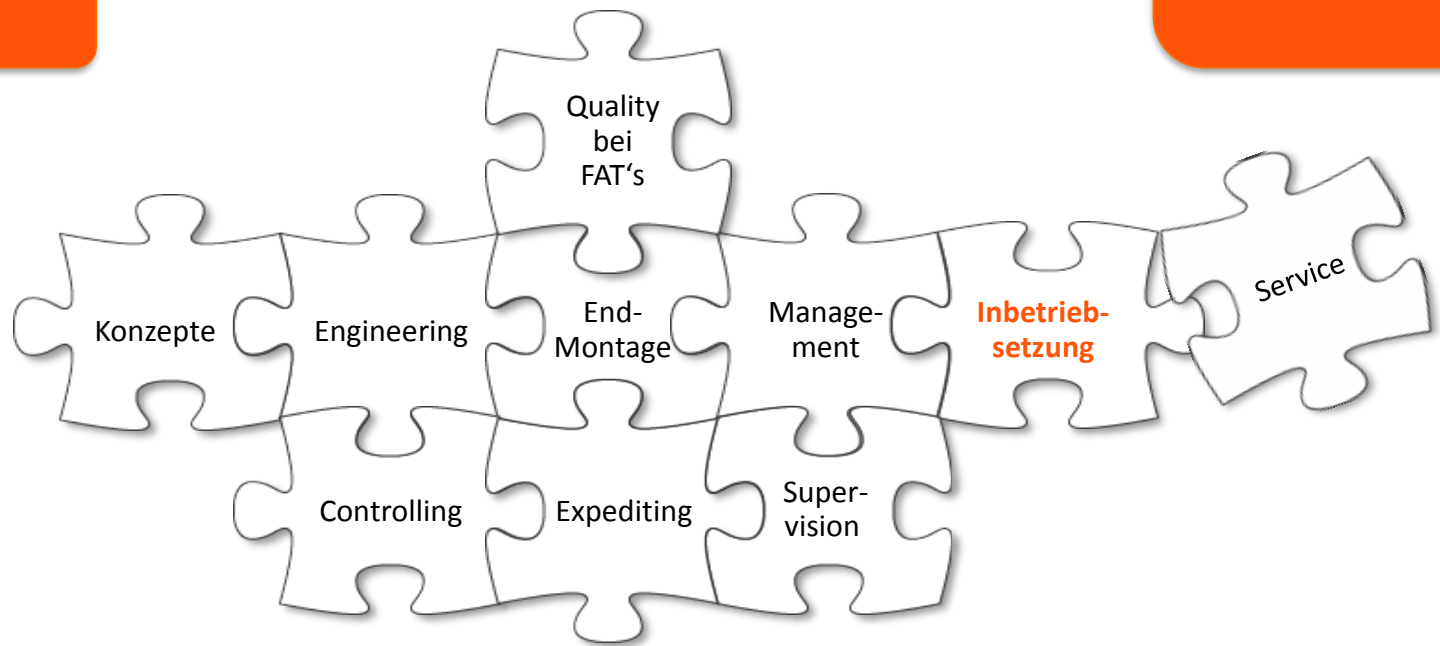 Quality
bei
FAT‘s
Konzepte
Engineering
End-
Montage
Manage-
ment
Inbetrieb-
setzung
Service
Controlling
Expediting
Super-
vision